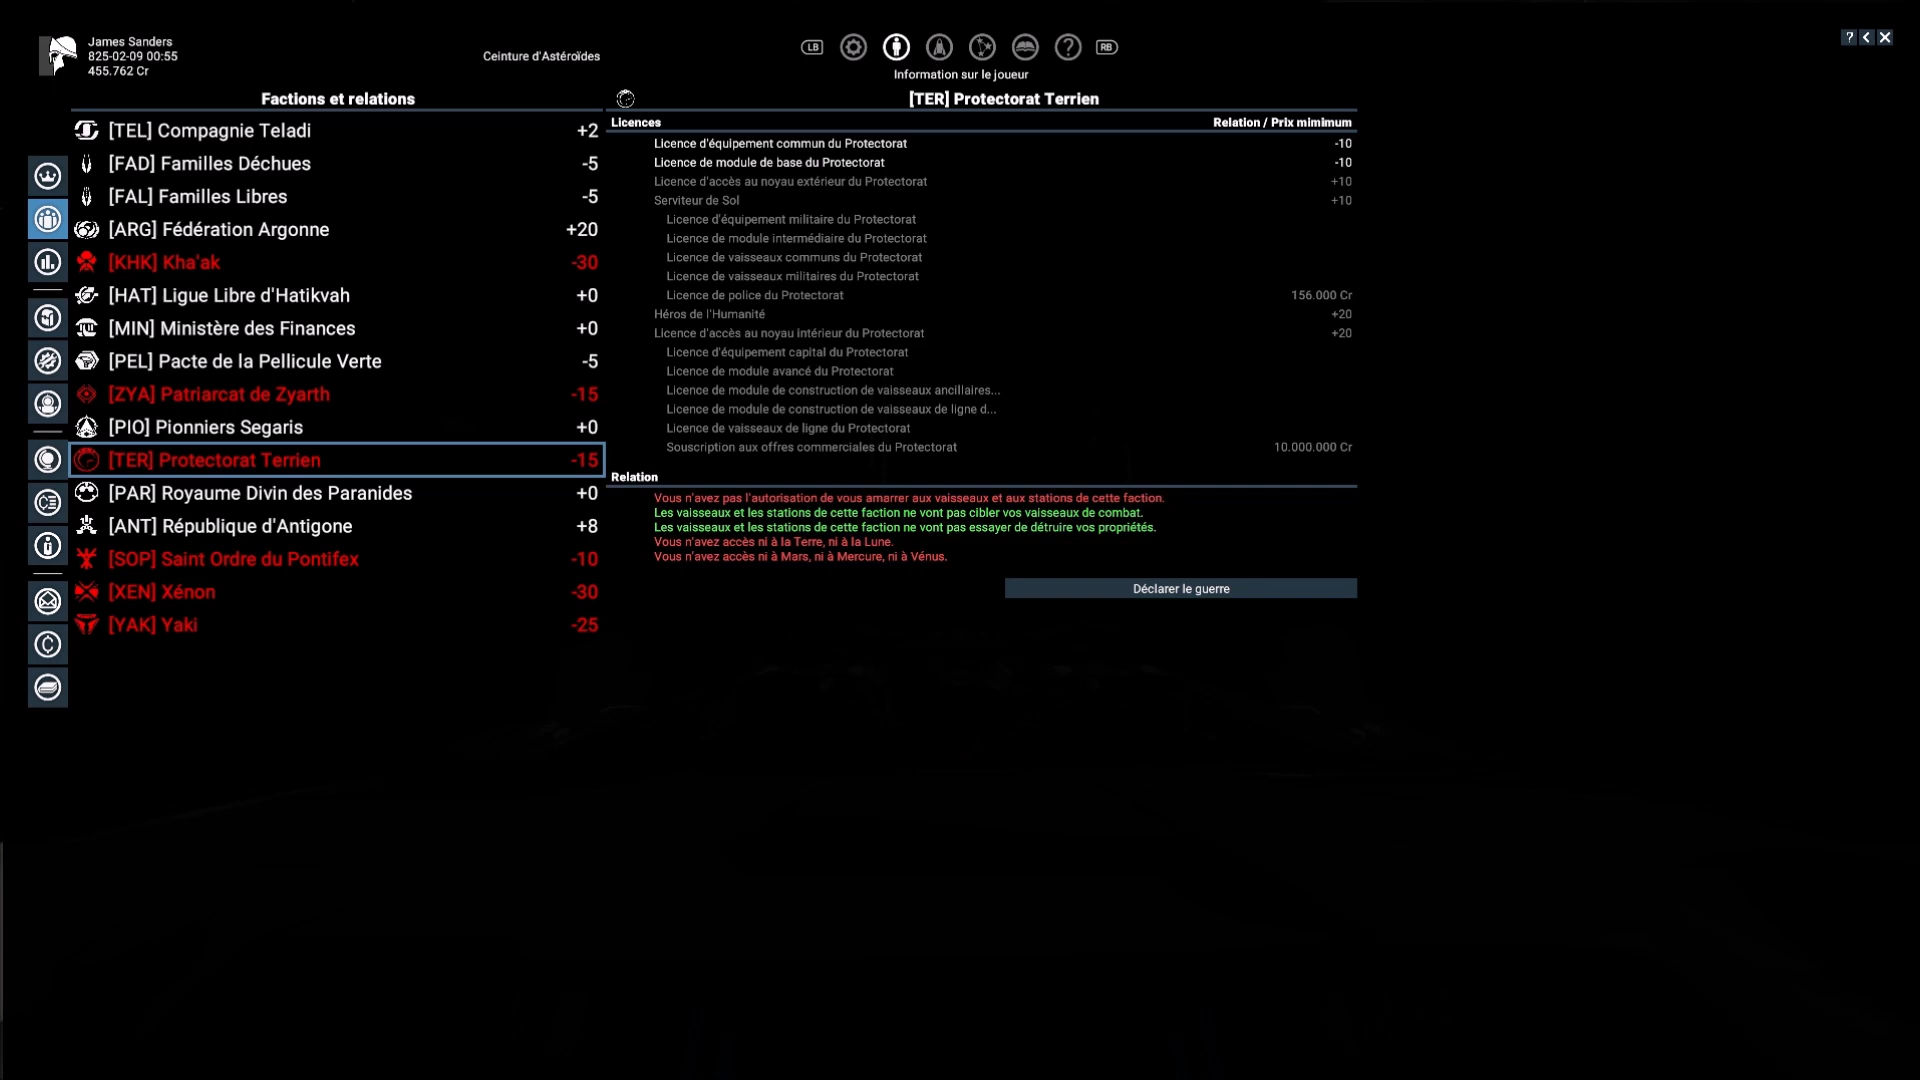 James Sanders
825-02-09 00:55
455.762 Cr
Ceinture d'Astéroïdes
LB
RB
Information sur le joueur
? < X
Factions et relations
[TEL] Compagnie Teladi +2
[FAD] Familles Déchues -5
[FAL] Familles Libres -5
[ARG] Fédération Argonne +20
[KHK] Kha'ak -30
[HAT] Ligue Libre d'Hatikvah +0
[MIN] Ministère des Finances +0
[PEL] Pacte de la Pellicule Verte -5
[ZYA] Patriarcat de Zyarth -15
[PIO] Pionniers Segaris +0
[TER] Protectorat Terrien -15
[PAR] Royaume Divin des Paranides +0
[ANT] République d'Antigone +8
[SOP] Saint Ordre du Pontifex -10
[XEN] Xénon -30
[YAK] Yaki -25
[TER] Protectorat Terrien
Licences Relation / Prix mimimum
Licence d'équipement commun du Protectorat -10
Licence de module de base du Protectorat -10
Licence d'accès au noyau extérieur du Protectorat +10
Serviteur de Sol +10
Licence d'équipement militaire du Protectorat
Licence de module intermédiaire du Protectorat
Licence de vaisseaux communs du Protectorat
Licence de vaisseaux militaires du Protectorat
Licence de police du Protectorat 156.000 Cr
Héros de l'Humanité +20
Licence d'accès au noyau intérieur du Protectorat +20
Licence d'équipement capital du Protectorat
Licence de module avancé du Protectorat
Licence de module de construction de vaisseaux ancillaires...
Licence de module de construction de vaisseaux de ligne d...
Licence de vaisseaux de ligne du Protectorat
Souscription aux offres commerciales du Protectorat 10.000.000 Cr
Relation
Vous n'avez pas l'autorisation de vous amarrer aux vaisseaux et aux stations de cette faction.
Les vaisseaux et les stations de cette faction ne vont pas cibler vos vaisseaux de combat.
Les vaisseaux et les stations de cette faction ne vont pas essayer de détruire vos propriétés.
Vous n'avez accès ni à la Terre, ni à la Lune.
Vous n'avez accès ni à Mars, ni à Mercure, ni à Vénus.
Déclarer le guerre